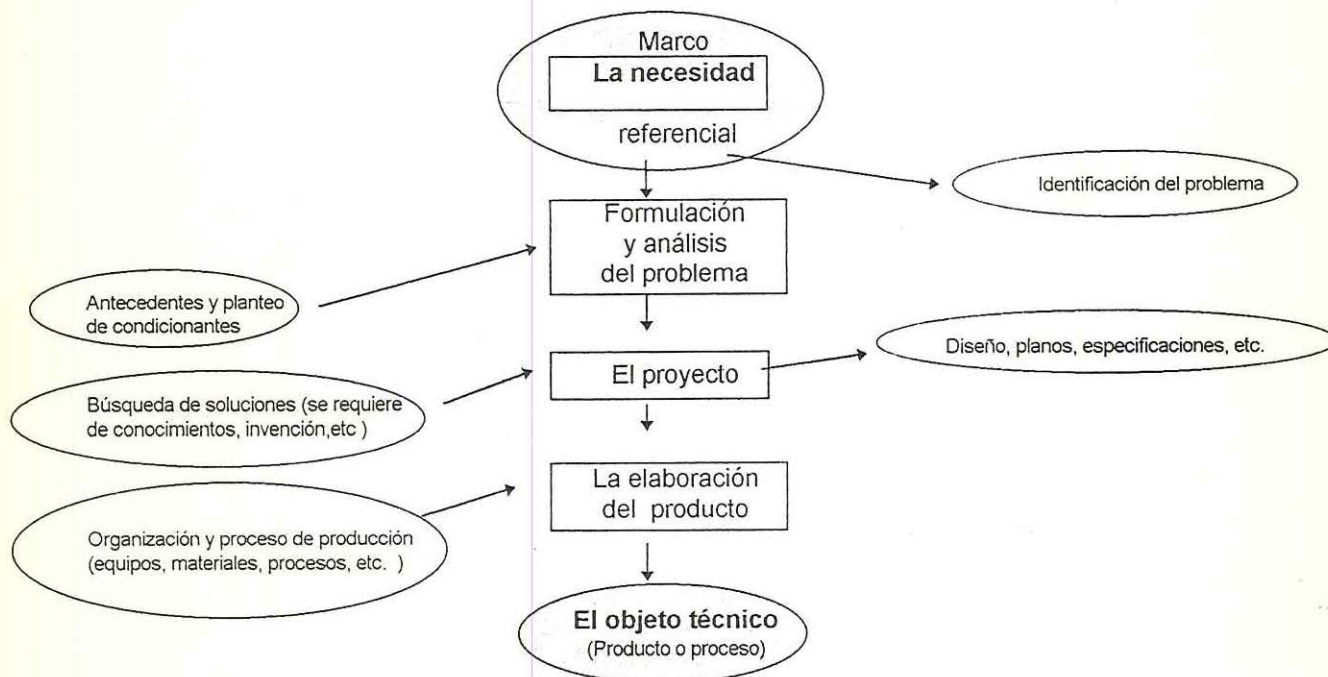 Marco
La necesidad
referencial
Identificación del problema
Formulación
y análisis
del problema
Antecedentes y planteo
de condicionantes
El proyecto
Diseño, planos, especificaciones, etc.
Búsqueda de soluciones (se requiere
de conocimientos, invención,etc )
La elaboración
del producto
Organización y proceso de producción
(equipos, materiales, procesos, etc. )
El objeto técnico
(Producto o proceso)